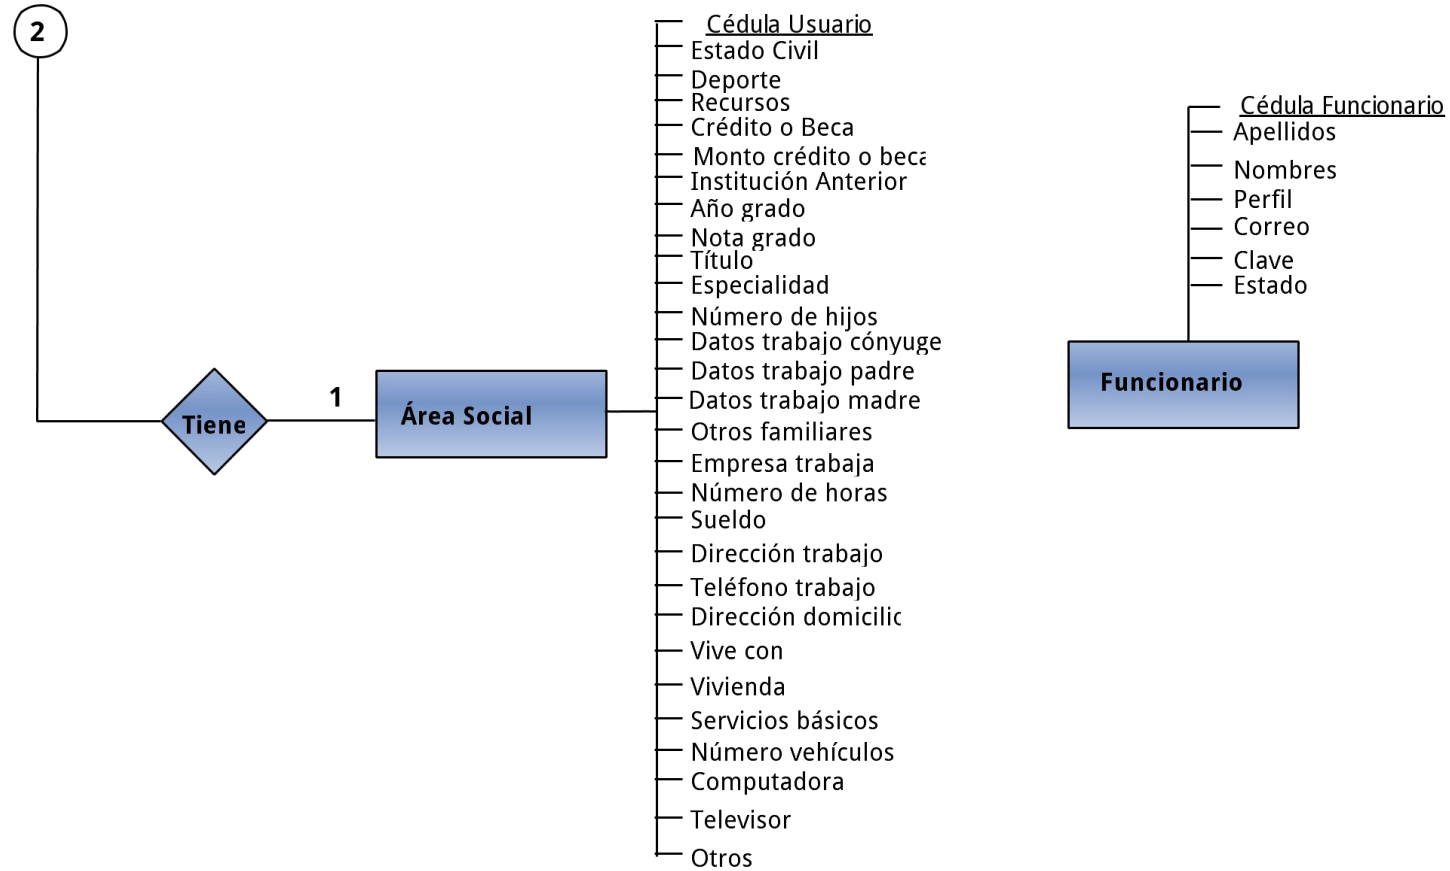 2
Tiene
1
Área Social
Cédula Usuario
Estado Civil
Deporte
Recursos
Crédito o Beca
Monto crédito o beca
Institución Anterior
Año grado
Nota grado
Título
Especialidad
Número de hijos
Datos trabajo cónyuge
Datos trabajo padre
Datos trabajo madre
Otros familiares
Empresa trabaja
Número de horas
Sueldo
Dirección trabajo
Teléfono trabajo
Dirección domicilio
Vive con
Vivienda
Servicios básicos
Número vehículos
Computadora
Televisor
Otros
Cédula Funcionario
Apellidos
Nombres
Perfil
Correo
Clave
Estado
Funcionario